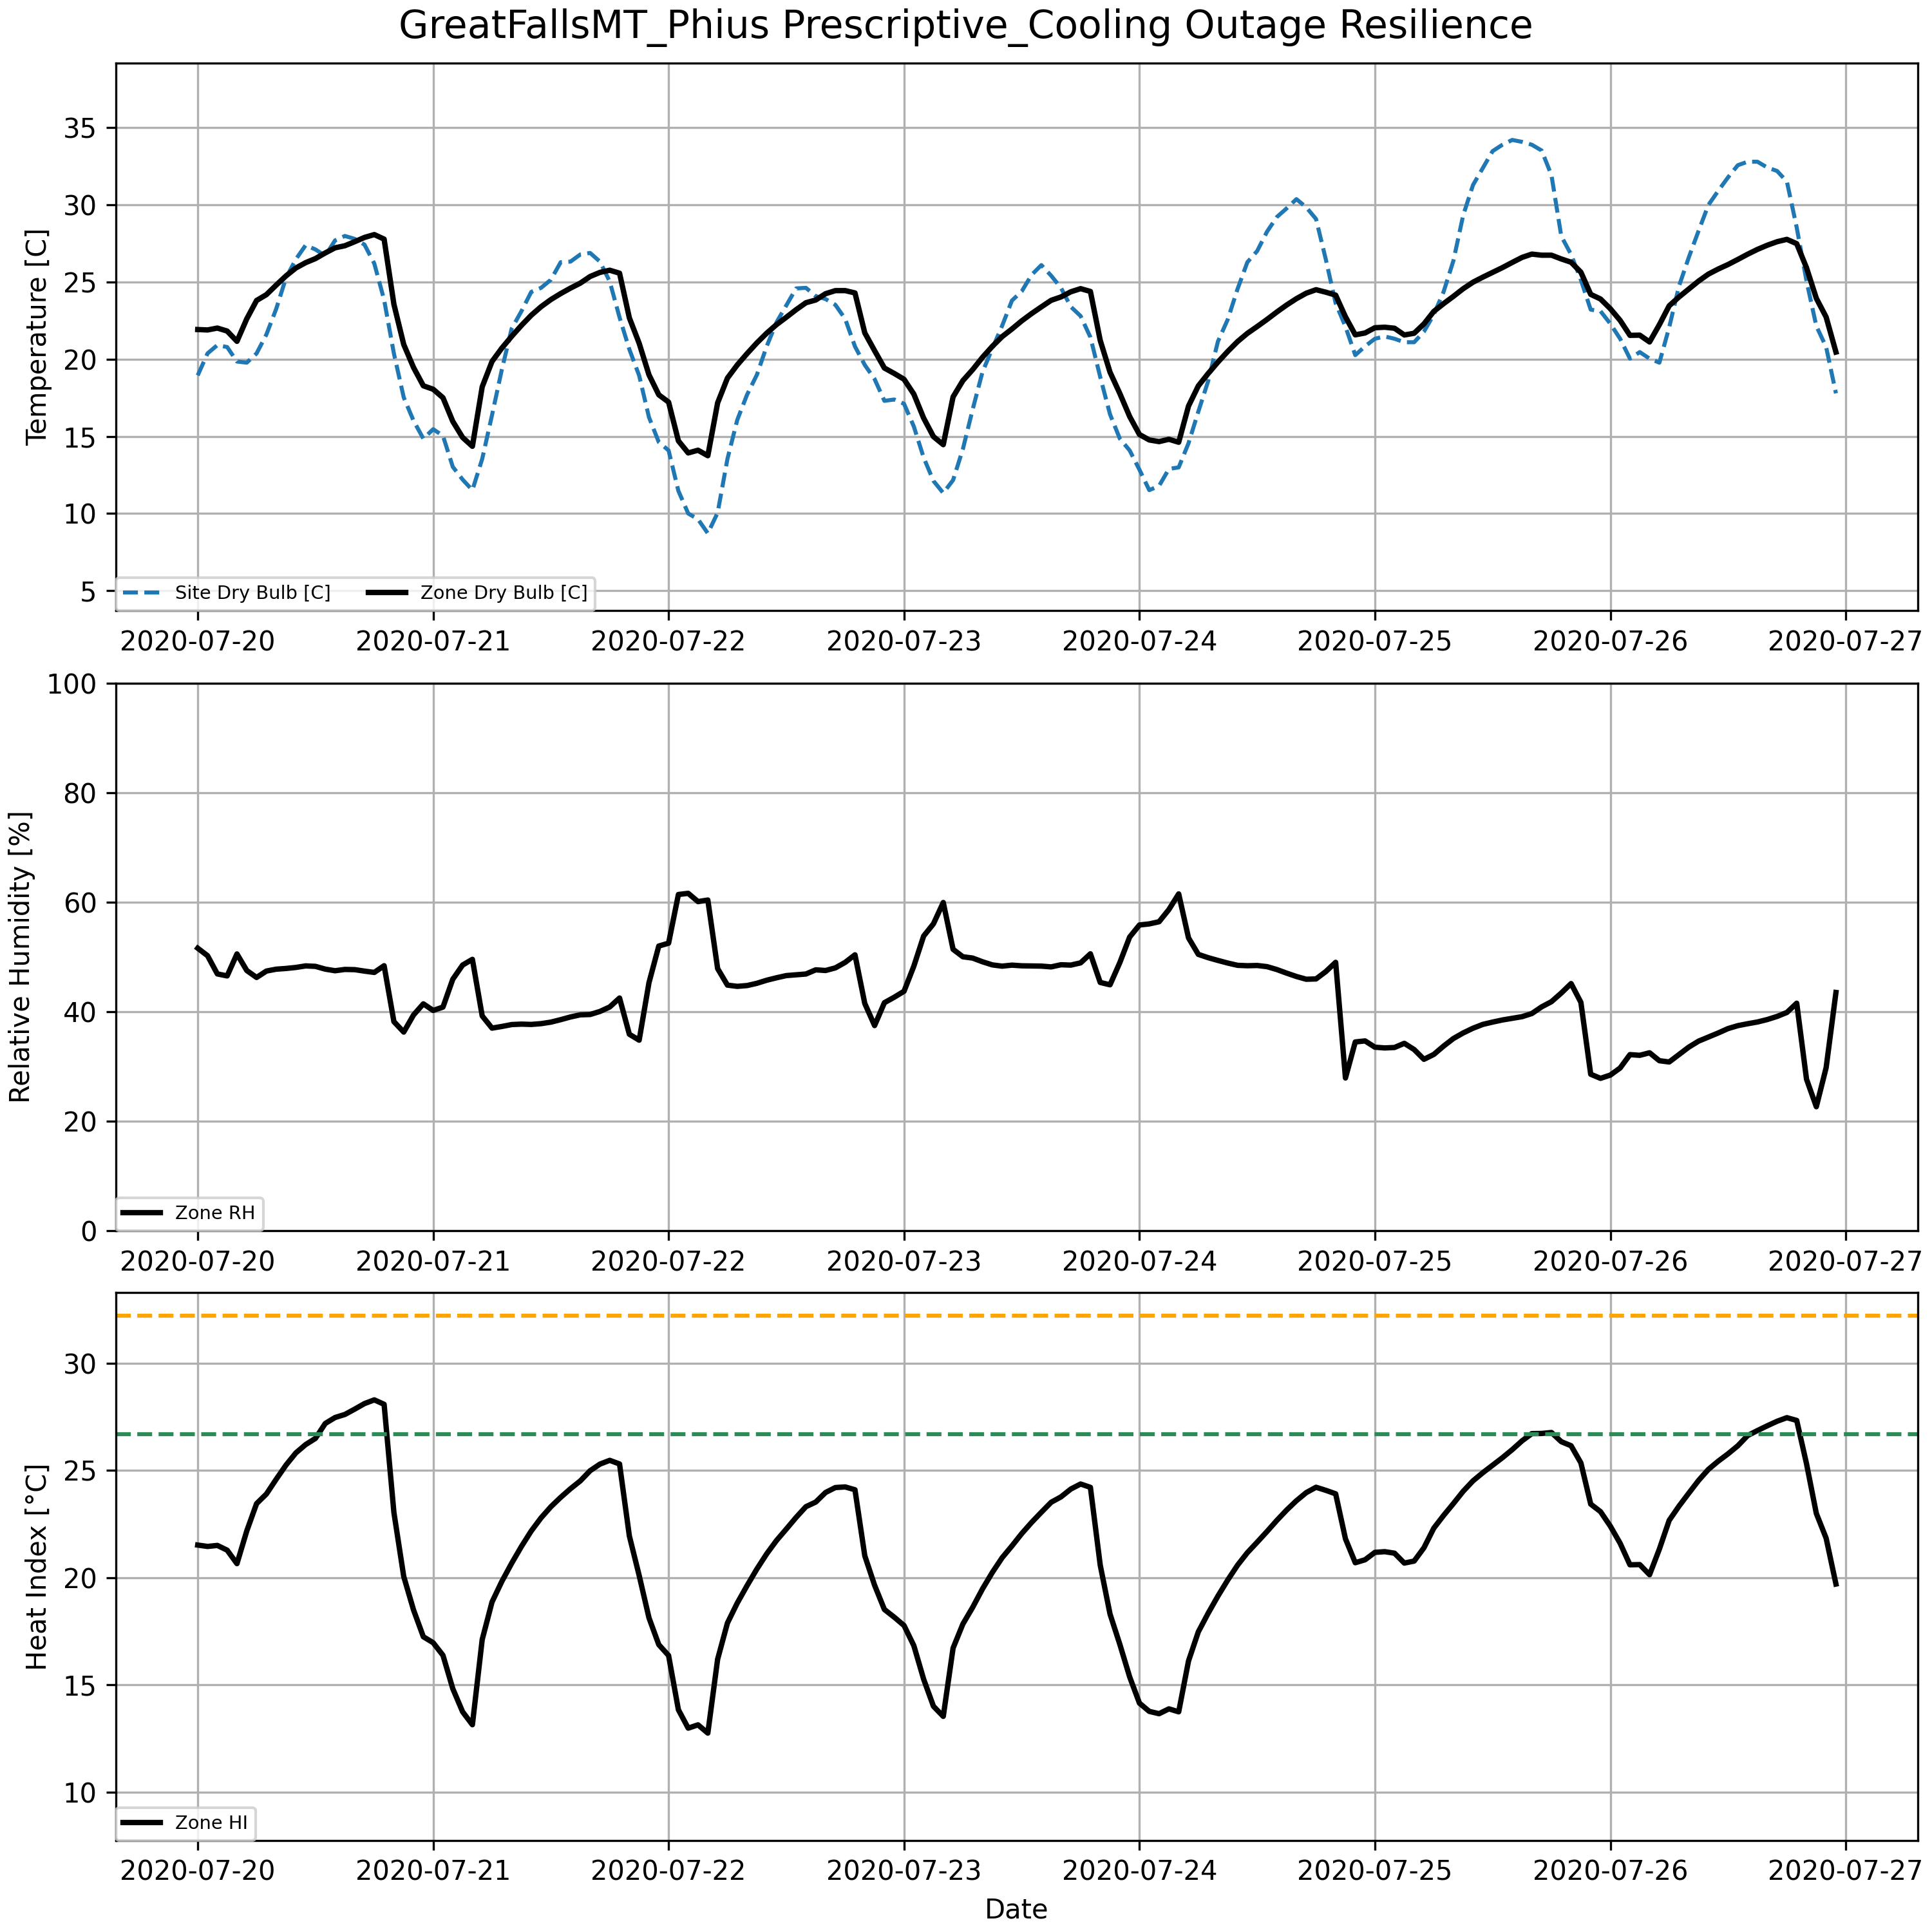 GreatFallsMT_Phius Prescriptive_Cooling Outage Resilience
Temperature [C]
35
30
25
20
15
10
5
Site Dry Bulb [C] Zone Dry Bulb [C]
2020-07-20 2020-07-21 2020-07-22 2020-07-23 2020-07-24 2020-07-25 2020-07-26 2020-07-27
Relative Humidity [%]
100
80
60
40
20
0
Zone RH
2020-07-20 2020-07-21 2020-07-22 2020-07-23 2020-07-24 2020-07-25 2020-07-26 2020-07-27
Heat Index [°C]
30
25
20
15
10
Zone HI
2020-07-20 2020-07-21 2020-07-22 2020-07-23 2020-07-24 2020-07-25 2020-07-26 2020-07-27
Date